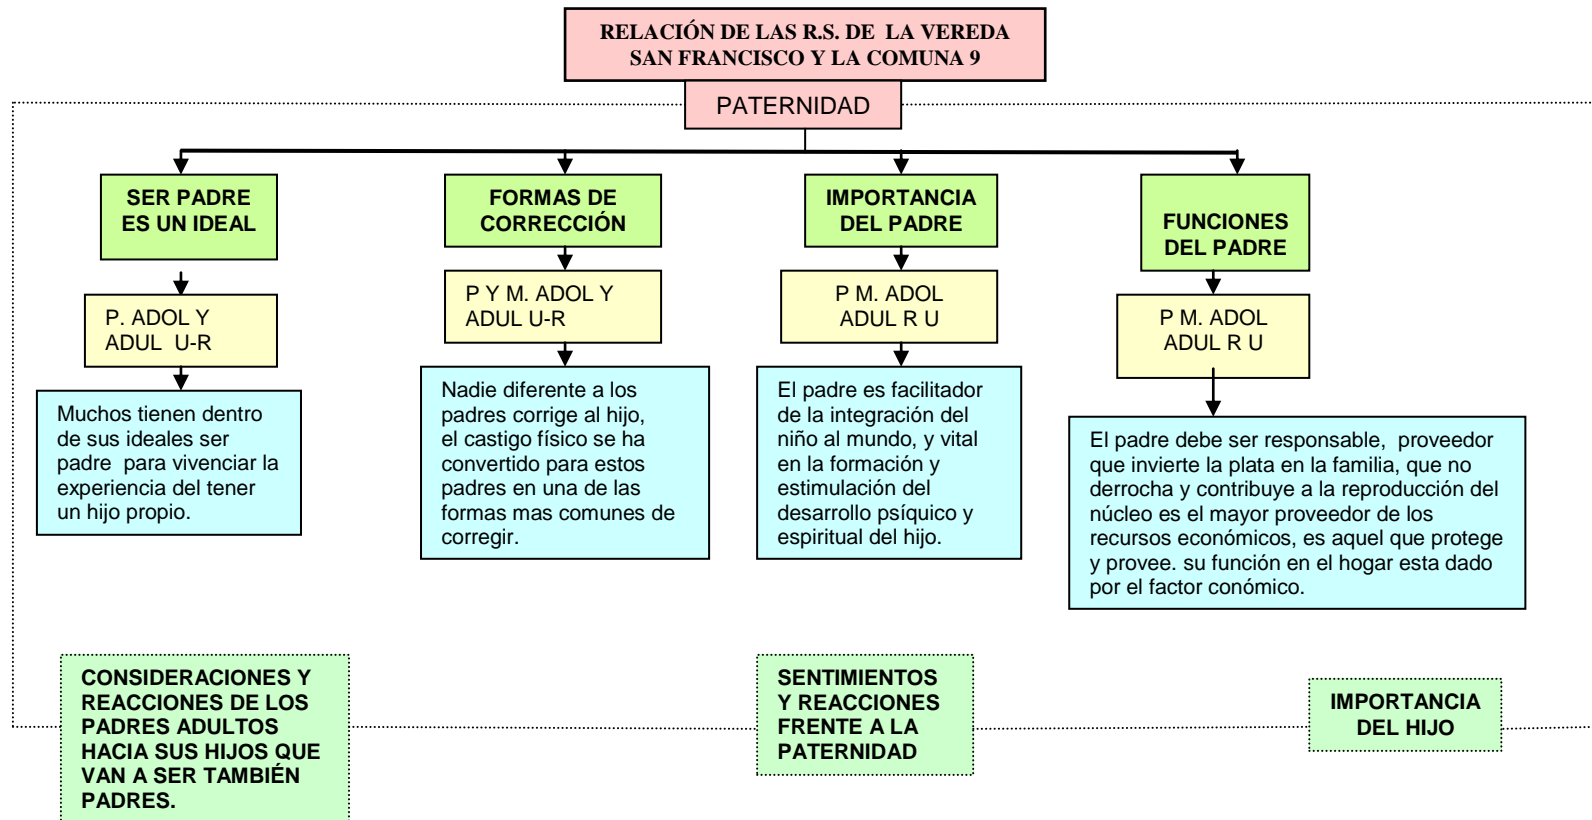 RELACIÓN DE LAS R.S. DE LA VEREDA
SAN FRANCISCO Y LA COMUNA 9
PATERNIDAD
SER PADRE
ES UN IDEAL
P. ADOL Y
ADUL U-R
Muchos tienen dentro
de sus ideales ser
padre para vivenciar la
experiencia del tener
un hijo propio.
FORMAS DE
CORRECCIÓN
P Y M. ADOL Y
ADUL U-R
Nadie diferente a los
padres corrige al hijo,
el castigo físico se ha
convertido para estos
padres en una de las
formas mas comunes de
corregir.
IMPORTANCIA
DEL PADRE
P M. ADOL
ADUL R U
El padre es facilitador
de la integración del
niño al mundo, y vital
en la formación y
estimulación del
desarrollo psíquico y
espiritual del hijo.
FUNCIONES
DEL PADRE
P M. ADOL
ADUL R U
El padre debe ser responsable, proveedor
que invierte la plata en la familia, que no
derrocha y contribuye a la reproducción del
núcleo es el mayor proveedor de los
recursos económicos, es aquel que protege
y provee. su función en el hogar esta dado
por el factor conómico.
CONSIDERACIONES Y
REACCIONES DE LOS
PADRES ADULTOS
HACIA SUS HIJOS QUE
VAN A SER TAMBIÉN
PADRES.
SENTIMIENTOS
Y REACCIONES
FRENTE A LA
PATERNIDAD
IMPORTANCIA
DEL HIJO